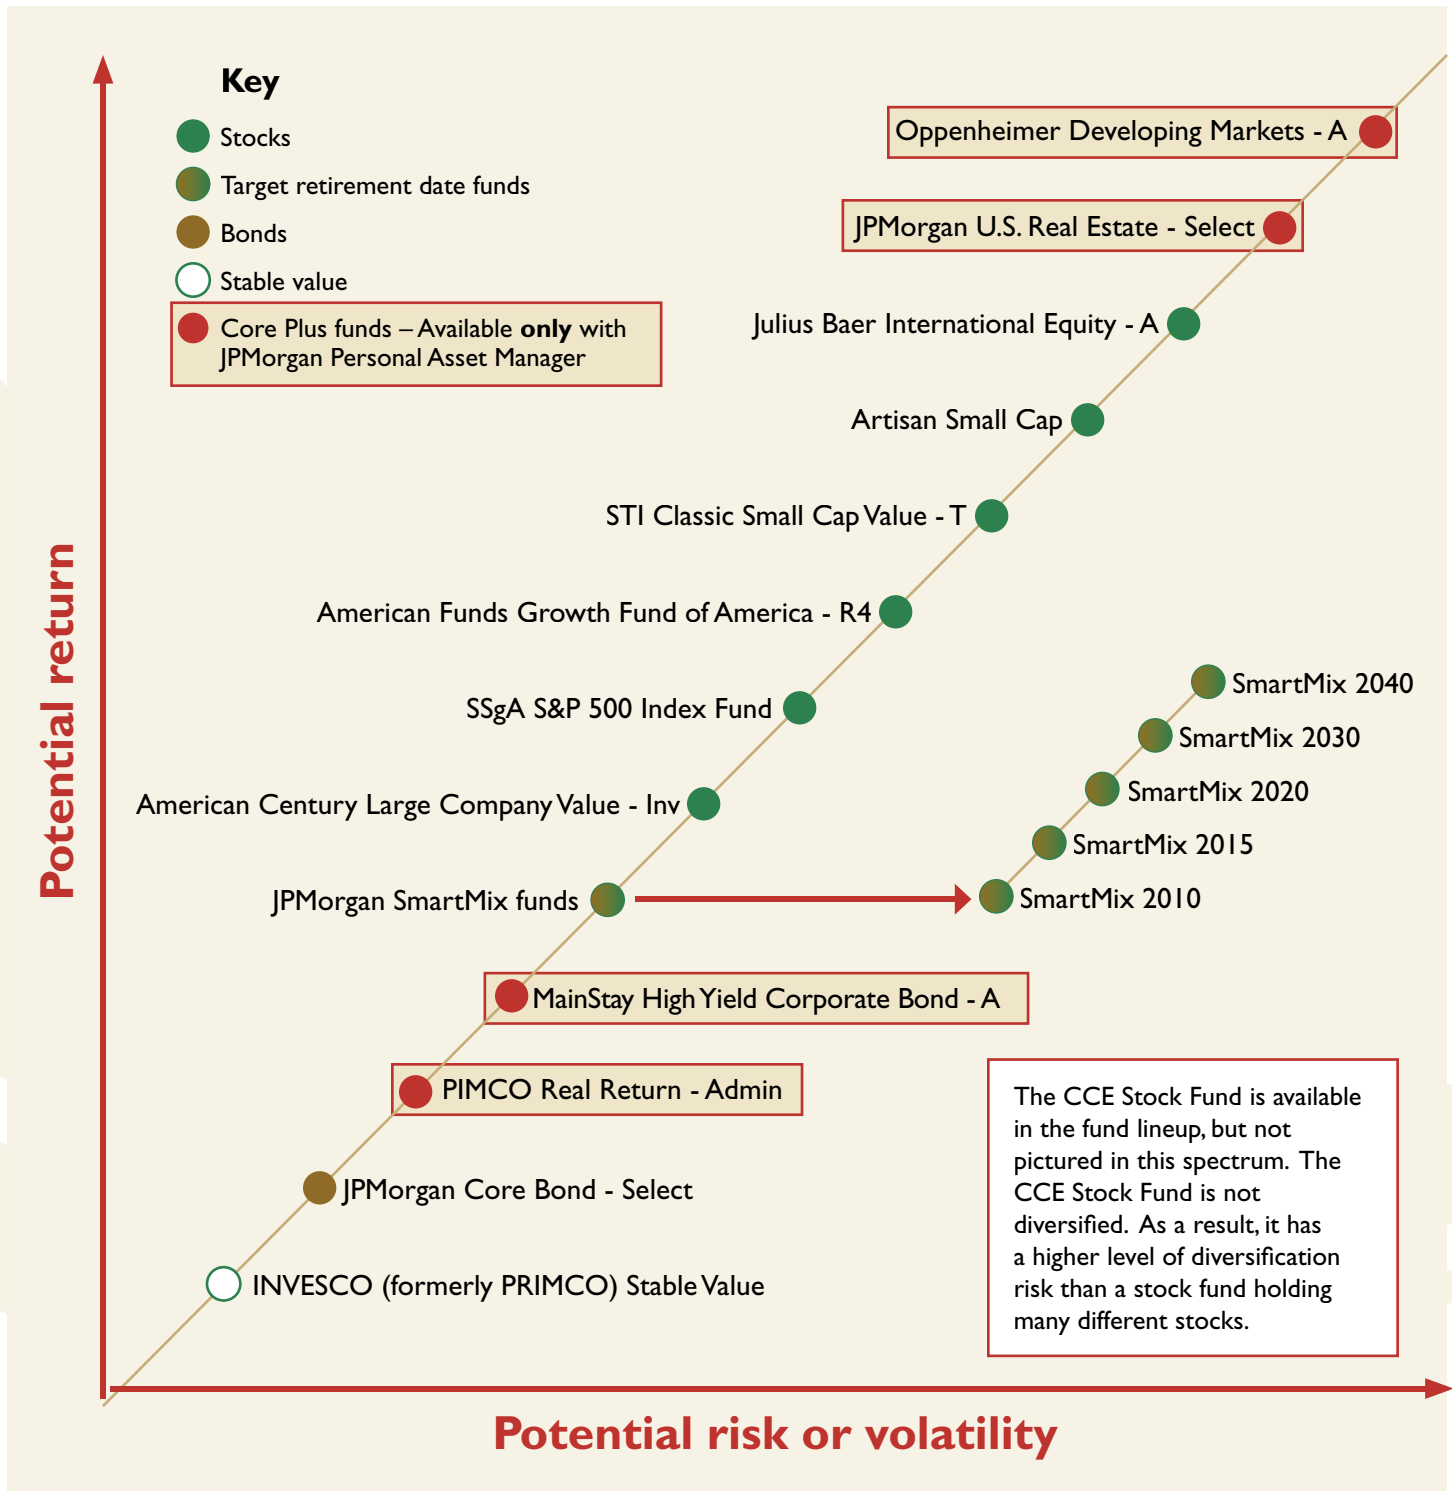 Key
Stocks
Target retirement date funds
Bonds
Stable value
Core Plus funds – Available only with
JPMorgan Personal Asset Manager
Oppenheimer Developing Markets - A
JPMorgan U.S. Real Estate - Select
Julius Baer International Equity - A
Artisan Small Cap
STI Classic Small Cap Value - T
American Funds Growth Fund of America - R4
SSgA S&P 500 Index Fund
American Century Large Company Value - Inv
JPMorgan SmartMix funds
SmartMix 2040
SmartMix 2030
SmartMix 2020
SmartMix 2015
SmartMix 2010
MainStay High Yield Corporate Bond - A
PIMCO Real Return - Admin
JPMorgan Core Bond - Select
INVESCO (formerly PRIMCO) Stable Value
The CCE Stock Fund is available
in the fund lineup, but not
pictured in this spectrum. The
CCE Stock Fund is not
diversified. As a result, it has
a higher level of diversification
risk than a stock fund holding
many different stocks.
Potential return
Potential risk or volatility